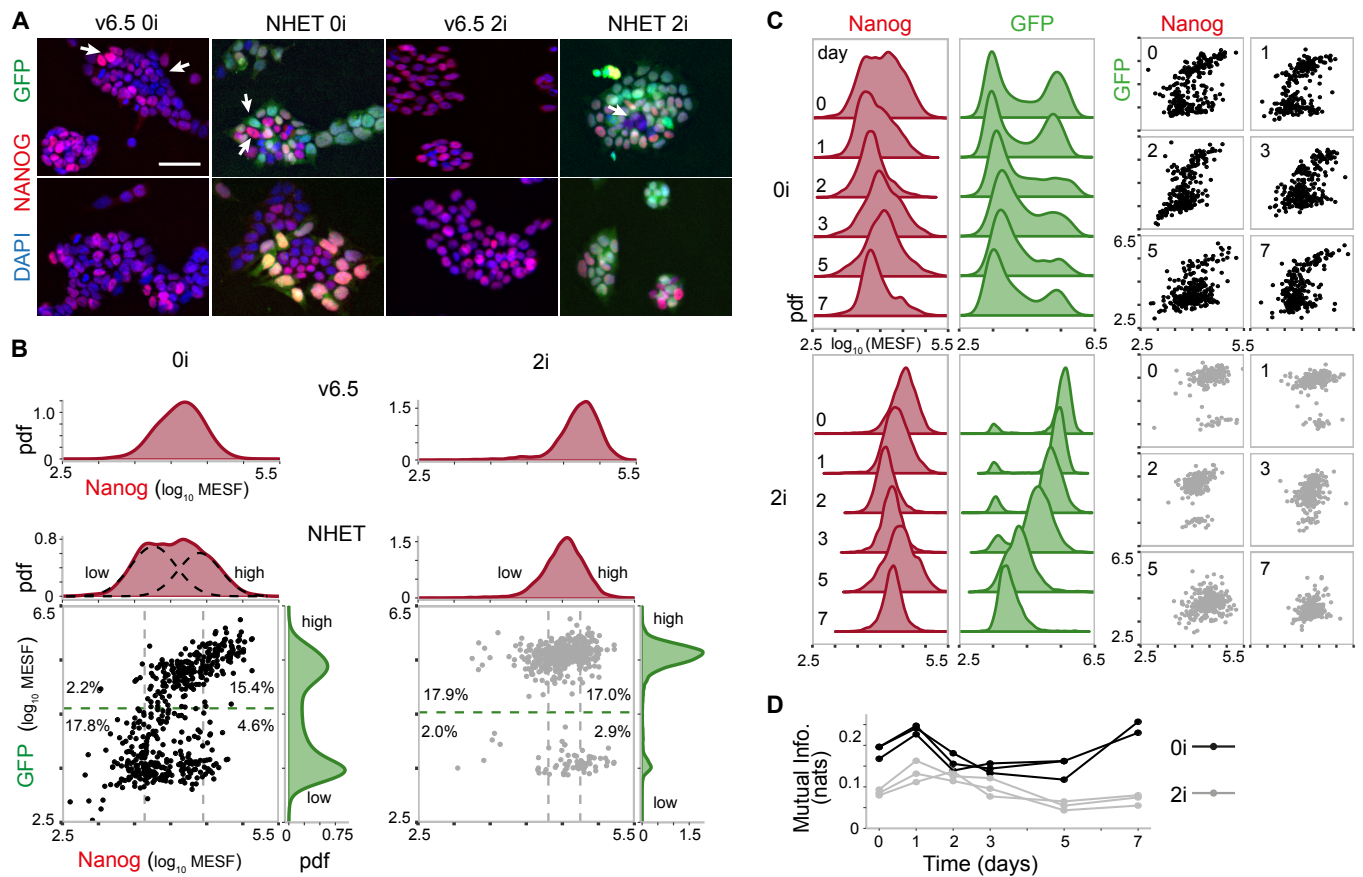 A
v6.5 0i NHET 0i v6.5 2i NHET 2i
DAPI NANOG GFP
B
0i 2i
v6.5
pdf
1.0
0
2.5 5.5
Nanog (log10 MESF)
1.5
0
2.5 5.5
NHET
pdf
0.8
0
low high
1.5
0
low high
GFP (log10 MESF)
6.5
2.5
2.2% 15.4%
17.8% 4.6%
2.5 5.5
Nanog (log10 MESF)
high
low
0 0.75
pdf
17.9% 17.0%
2.0% 2.9%
2.5 5.5
high
low
0 1.5
C
Nanog GFP Nanog
GFP
0i
day
0
1
2
3
5
7
pdf
2.5 log10 (MESF) 5.5
2.5 6.5
0 1
2 3
5 7
6.5
2.5
2.5 5.5
2i
0
1
2
3
5
7
2.5 5.5
2.5 6.5
0 1
2 3
5 7
6.5
2.5
2.5 5.5
D
Mutual Info.
(nats)
0.2
0.1
0
0 1 2 3 5 7
Time (days)
0i
2i